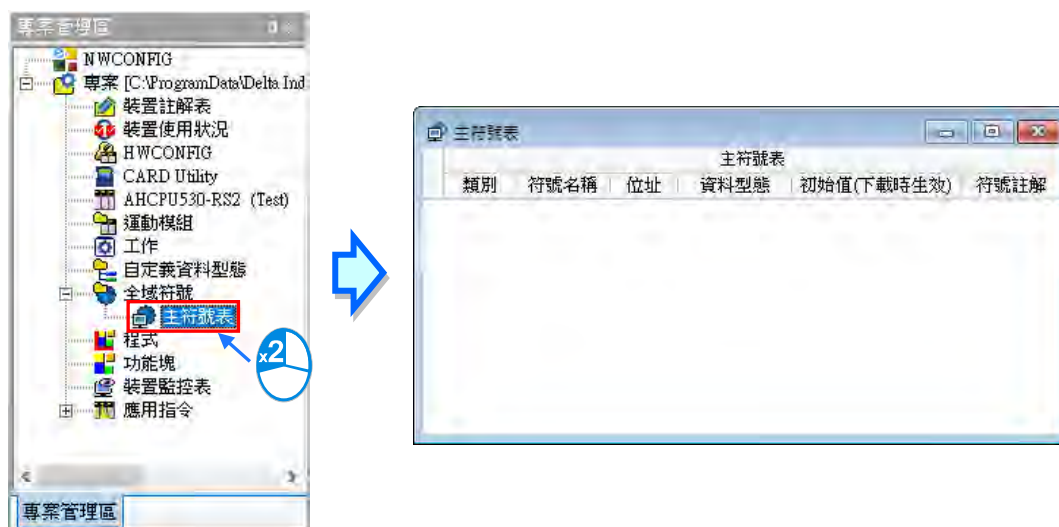 專案管理區
NWCONFIG
專案 [C:\ProgramData\Delta Ind
裝置註解表
裝置使用狀況
HWCONFIG
CARD Utility
AHCPU530-RS2 (Test)
運動模組
工作
自定義資料型態
全域符號
主符號表
程式
x2
功能塊
裝置監控表
應用指令
專案管理區
主符號表
主符號表
類別 符號名稱 位址 資料型態 初始值(下載時生效) 符號註解